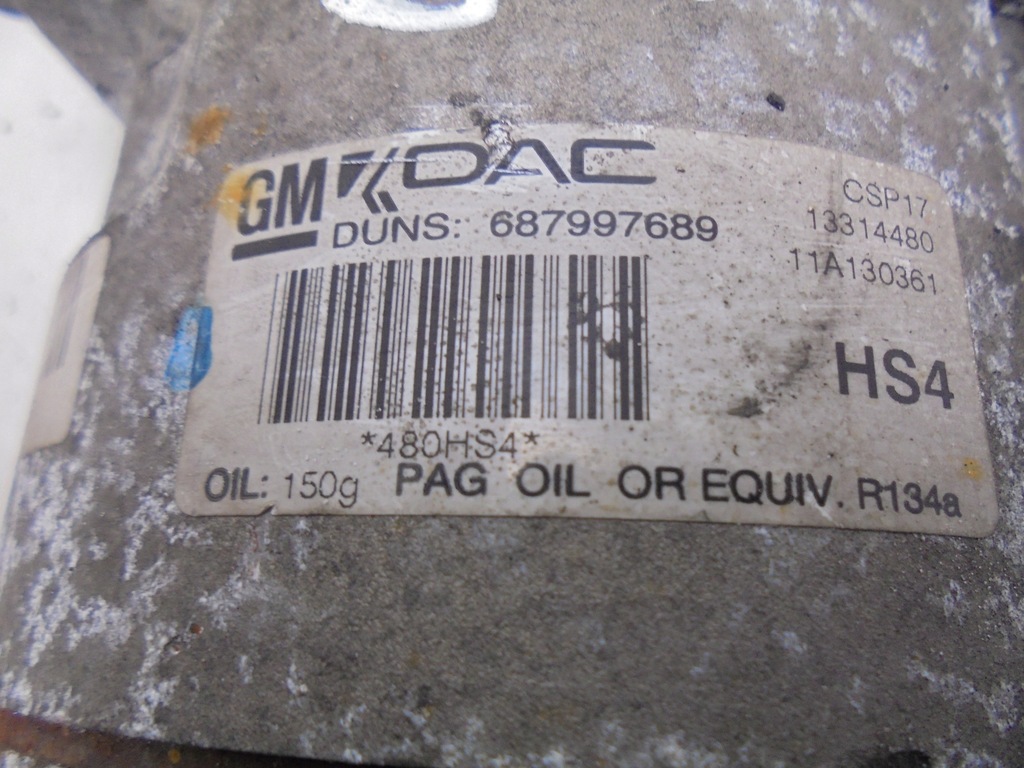 GM DAC
DUNS: 687997689
CSP17
13314480
11A130361
HS4
*480HS4*
OIL: 150g PAG OIL OR EQUIV. R134a